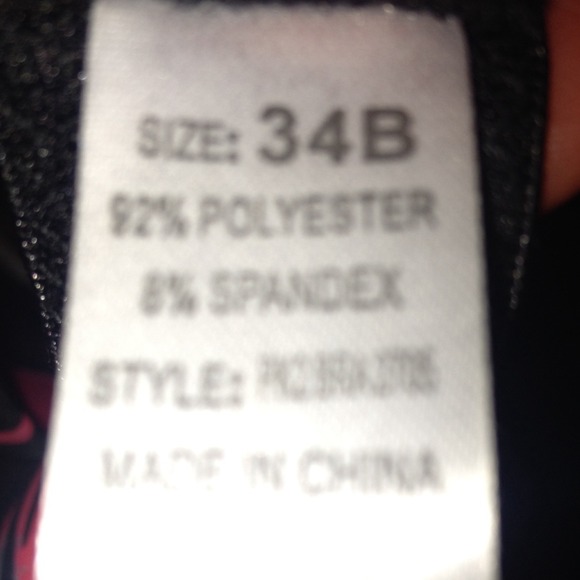 SIZE: 34B
92% POLYESTER
8% SPANDEX
STYLE:
MADE IN CHINA